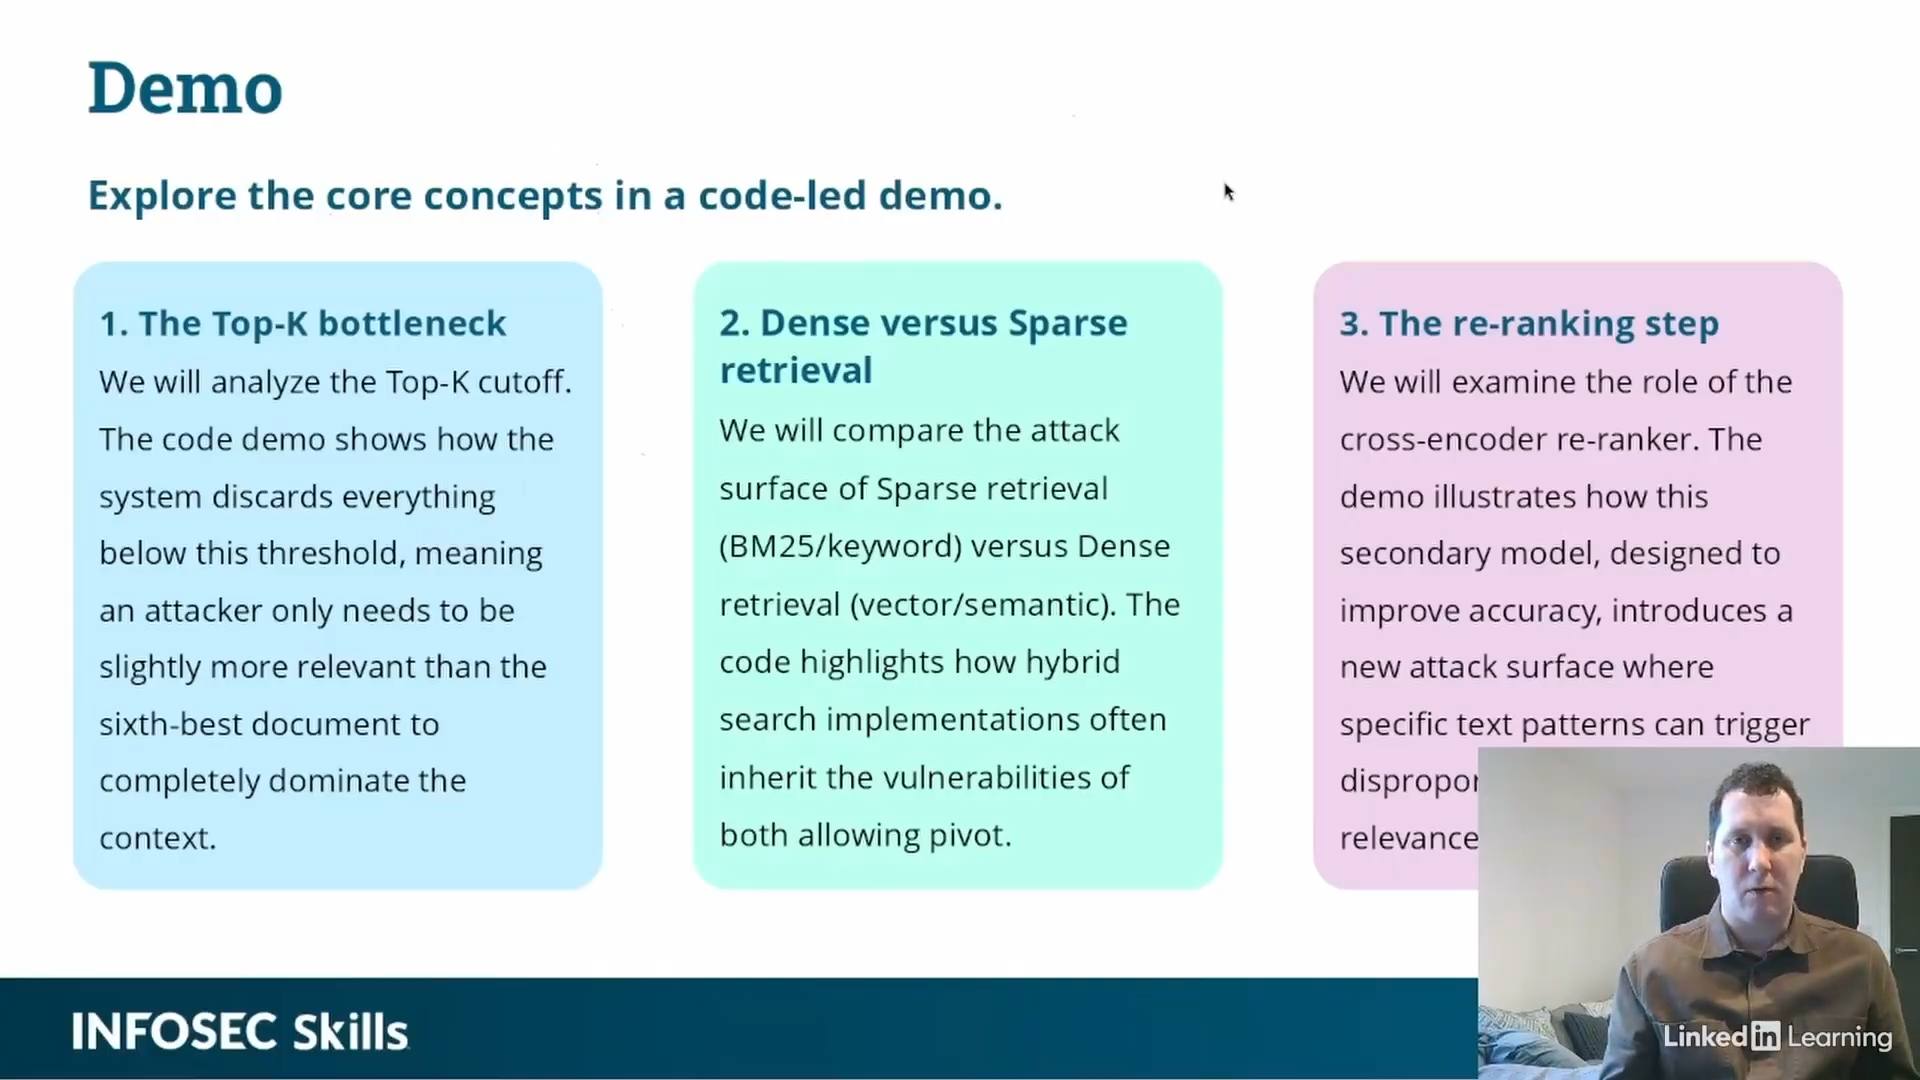 Demo
Explore the core concepts in a code-led demo.
1. The Top-K bottleneck
We will analyze the Top-K cutoff.
The code demo shows how the
system discards everything
below this threshold, meaning
an attacker only needs to be
slightly more relevant than the
sixth-best document to
completely dominate the
context.
2. Dense versus Sparse
retrieval
We will compare the attack
surface of Sparse retrieval
(BM25/keyword) versus Dense
retrieval (vector/semantic). The
code highlights how hybrid
search implementations often
inherit the vulnerabilities of
both allowing pivot.
3. The re-ranking step
We will examine the role of the
cross-encoder re-ranker. The
demo illustrates how this
secondary model, designed to
improve accuracy, introduces a
new attack surface where
specific text patterns can trigger
relevance
INFOSEC Skills
LinkedIn Learning